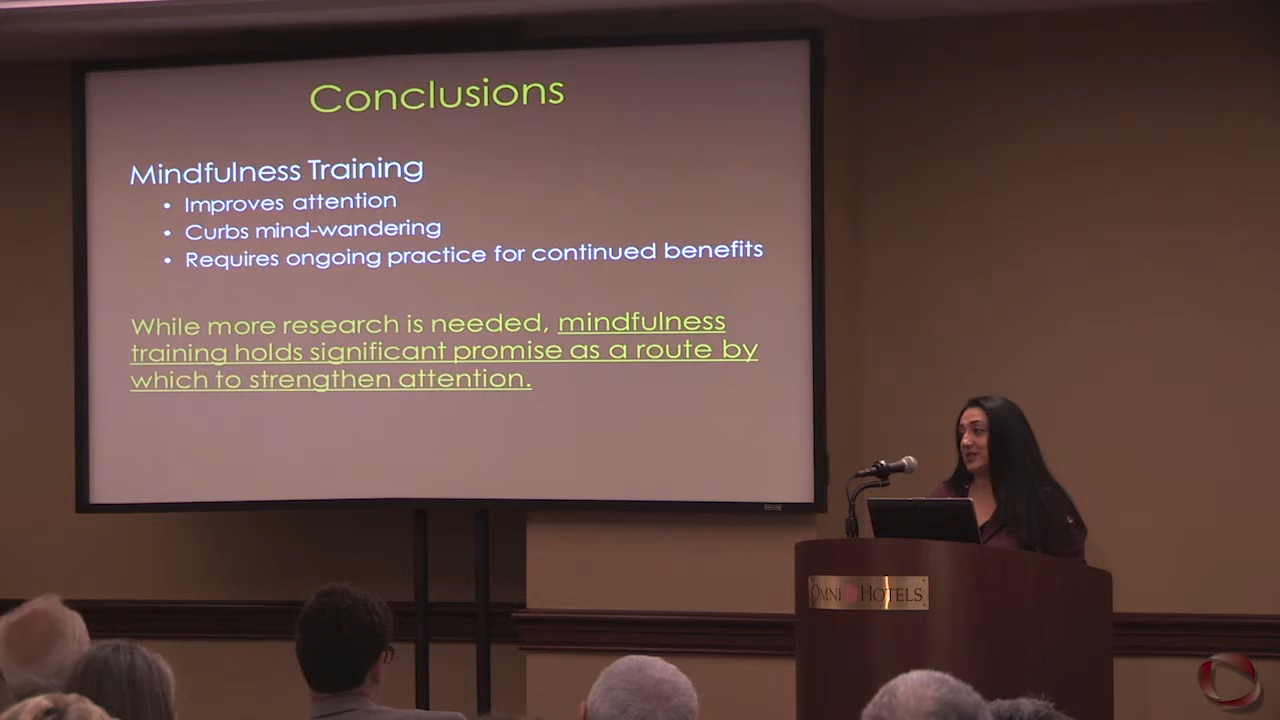 Conclusions
Mindfulness Training
• Improves attention
• Curbs mind-wandering
• Requires ongoing practice for continued benefits
While more research is needed, mindfulness
training holds significant promise as a route by
which to strengthen attention.
OMNI HOTELS